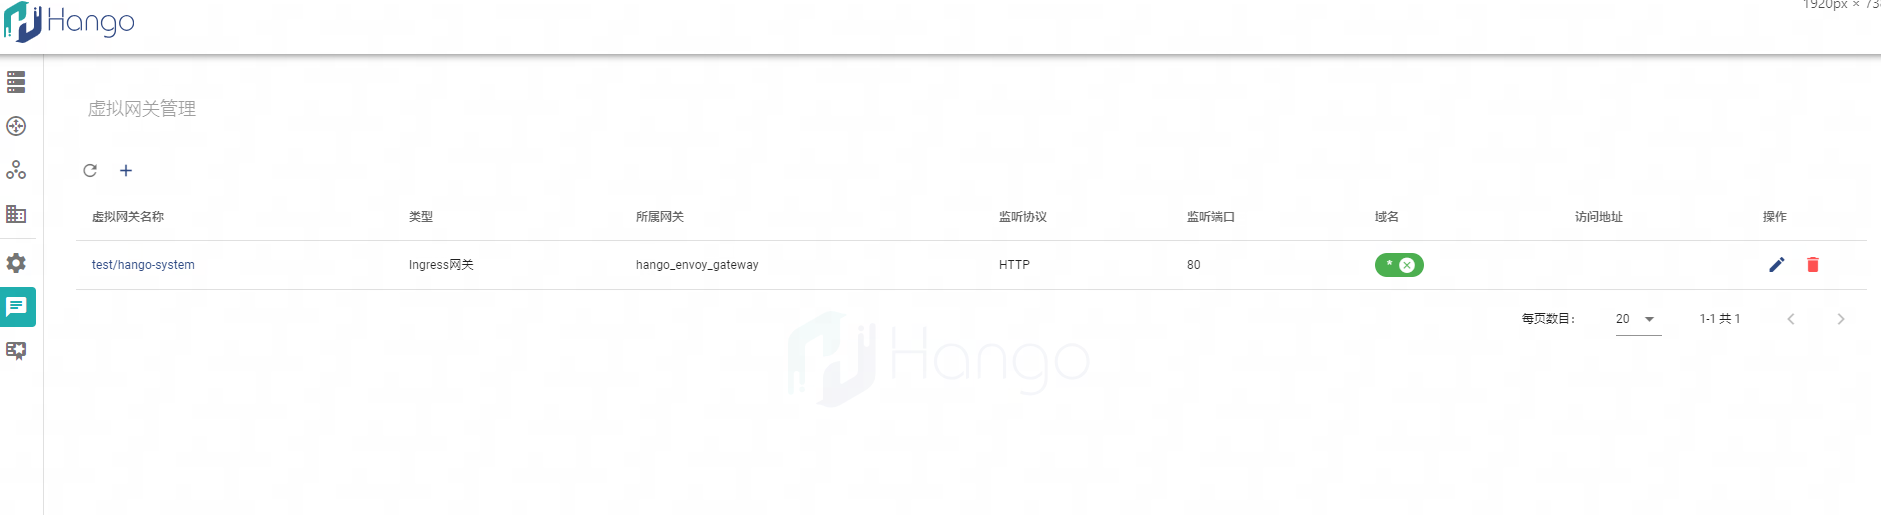 1920px × 73
Hango
虚拟网关管理
虚拟网关名称 类型 所属网关 监听协议 监听端口 域名 访问地址 操作
test/hango-system Ingress网关 hango_envoy_gateway HTTP 80 *
每页数目： 20 1-1 共 1
Hango